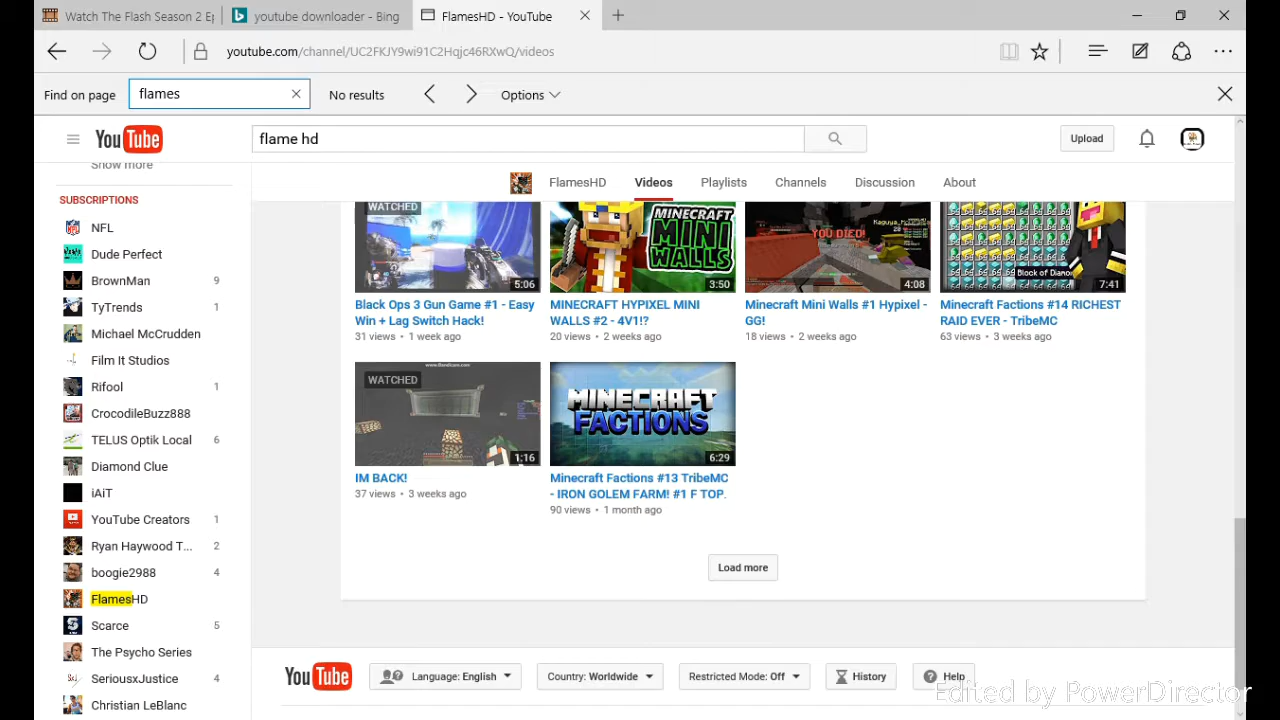 Watch The Flash Season 2 Ep
youtube downloader - Bing
FlamesHD - YouTube
youtube.com/channel/UC2FKJY9wi91C2Hqjc46RXwQ/videos
Find on page
flames
No results
Options
YouTube
flame hd
Upload
Show more
FlamesHD
Videos
Playlists
Channels
Discussion
About
SUBSCRIPTIONS
NFL
Dude Perfect
BrownMan 9
TyTrends 1
Michael McCrudden
Film It Studios
Rifool 1
CrocodileBuzz888
TELUS Optik Local 6
Diamond Clue
iAiT
YouTube Creators 1
Ryan Haywood T... 2
boogie2988 4
FlamesHD
Scarce 5
The Psycho Series
SeriousxJustice 4
Christian LeBlanc
WATCHED
5:06
Black Ops 3 Gun Game #1 - Easy
Win + Lag Switch Hack!
31 views • 1 week ago
MINECRAFT
MINI
WALLS
3:50
MINECRAFT HYPIXEL MINI
WALLS #2 - 4V1!?
20 views • 2 weeks ago
YOU DIED!
4:08
Minecraft Mini Walls #1 Hypixel -
GG!
18 views • 2 weeks ago
Block of Diamo
7:41
Minecraft Factions #14 RICHEST
RAID EVER - TribeMC
63 views • 3 weeks ago
www.Bandicam.com
WATCHED
1:16
IM BACK!
37 views • 3 weeks ago
MINECRAFT
FACTIONS
6:29
Minecraft Factions #13 TribeMC
- IRON GOLEM FARM! #1 F TOP.
90 views • 1 month ago
Load more
YouTube
Language: English
Country: Worldwide
Restricted Mode: Off
History
Help
Edited by PowerDirector